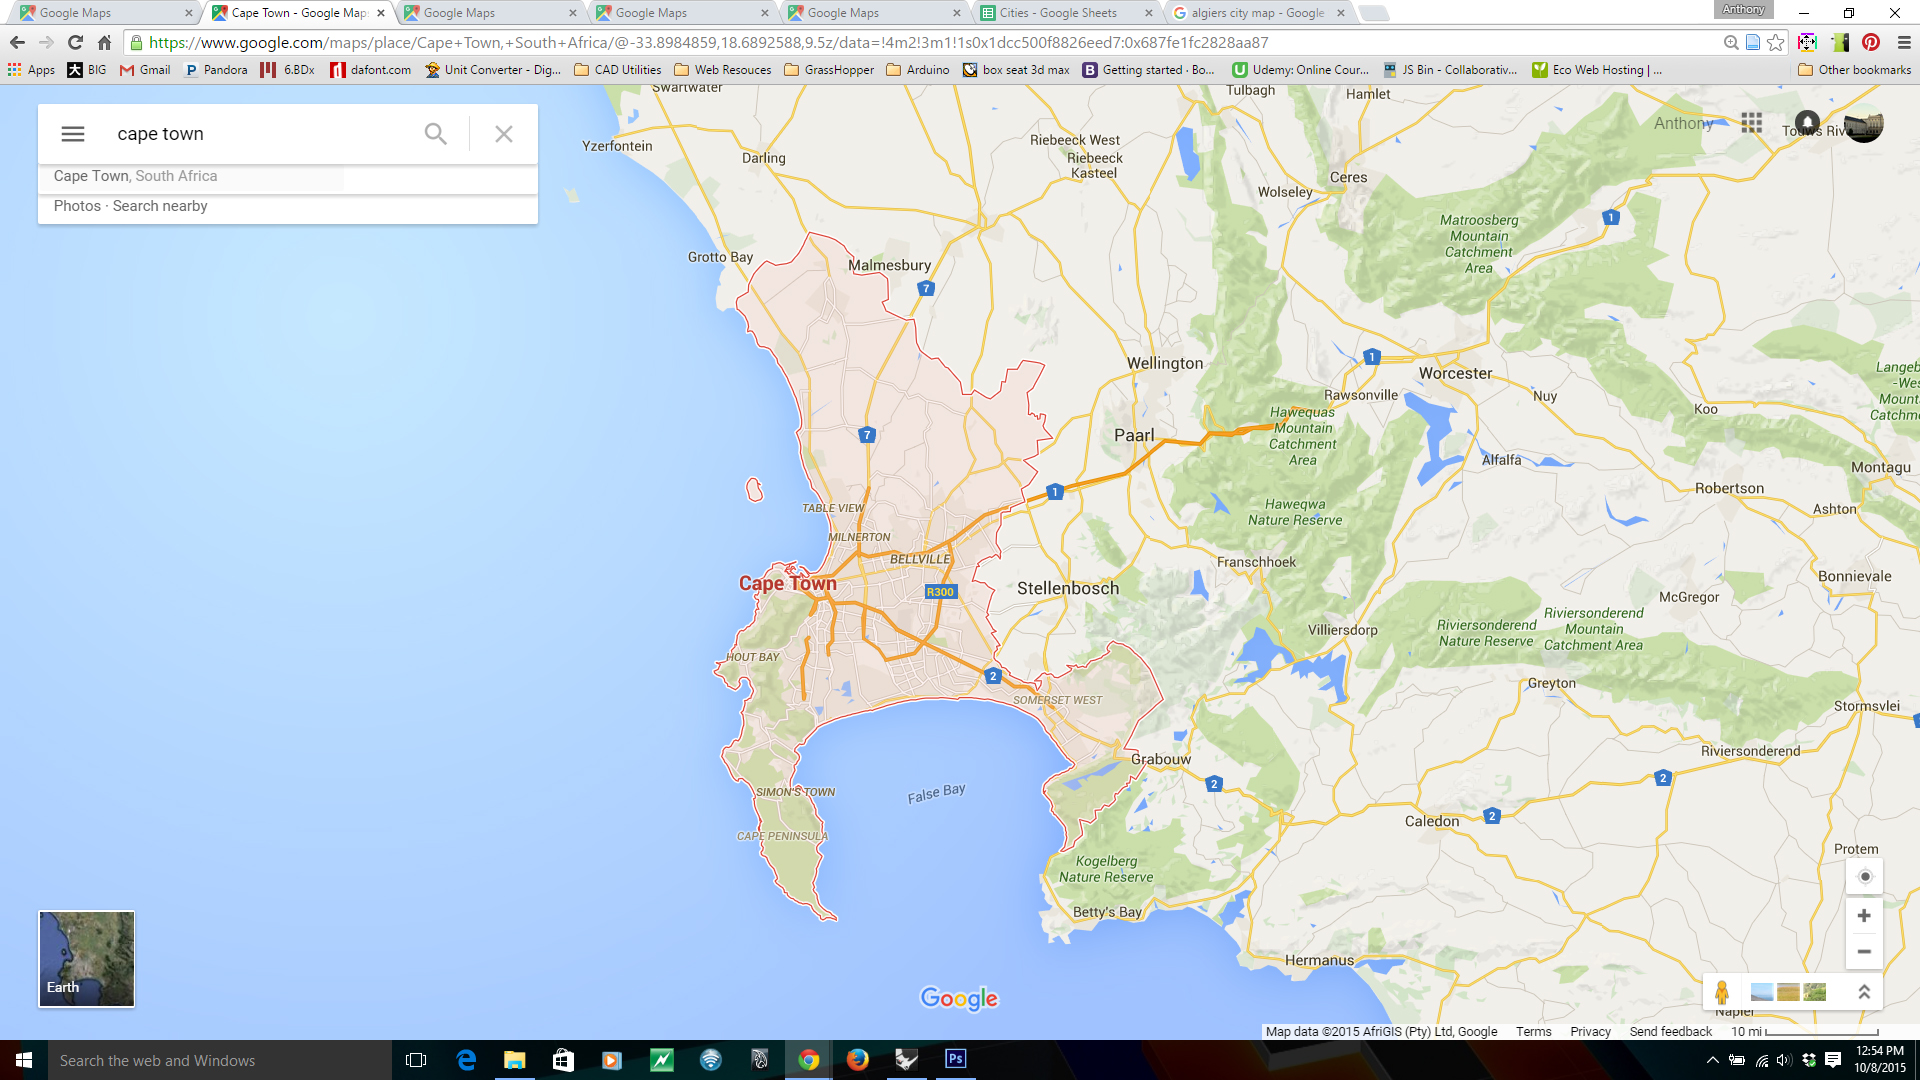 Google Maps
Cape Town - Google Maps
Google Maps
Google Maps
Google Maps
Cities - Google Sheets
algiers city map - Google
Anthony
https://www.google.com/maps/place/Cape+Town,+South+Africa/@-33.8984859,18.6892588,9.5z/data=!4m2!3m1!1s0x1dcc500f8826eed7:0x687fe1fc2828aa87
Apps
BIG
Gmail
Pandora
6.BDx
dafont.com
Unit Converter - Dig...
CAD Utilities
Web Resouces
GrassHopper
Arduino
box seat 3d max
Getting started · Bo...
Udemy: Online Cour...
JS Bin - Collaborativ...
Eco Web Hosting | ...
Other bookmarks
cape town
Cape Town, South Africa
Photos · Search nearby
Swartwater
Tulbagh
Hamlet
Anthony
Touws Riv
Yzerfontein
Darling
Riebeeck West
Riebeeck
Kasteel
Ceres
Wolseley
Matroosberg
Mountain
Catchment
Area
1
Grotto Bay
Malmesbury
7
Wellington
1
Worcester
Langeb
-Wes
Mount
Catchm
Rawsonville
Nuy
Koo
Hawequas
Mountain
Catchment
Area
7
Paarl
Alfalfa
Montagu
1
Robertson
TABLE VIEW
Haweqwa
Nature Reserve
Ashton
MILNERTON
BELLVILLE
Franschhoek
Cape Town
R300
Stellenbosch
Bonnievale
McGregor
Villiersdorp
Riviersonderend
Nature Reserve
Riviersonderend
Mountain
Catchment Area
HOUT BAY
2
SOMERSET WEST
Greyton
Stormsvlei
Grabouw
2
Riviersonderend
2
SIMON'S TOWN
False Bay
2
Caledon
CAPE PENINSULA
Protem
Kogelberg
Nature Reserve
Betty's Bay
Hermanus
Earth
Google
Napier
Map data ©2015 AfriGIS (Pty) Ltd, Google
Terms
Privacy
Send feedback
10 mi
Search the web and Windows
Ps
12:54 PM
10/8/2015